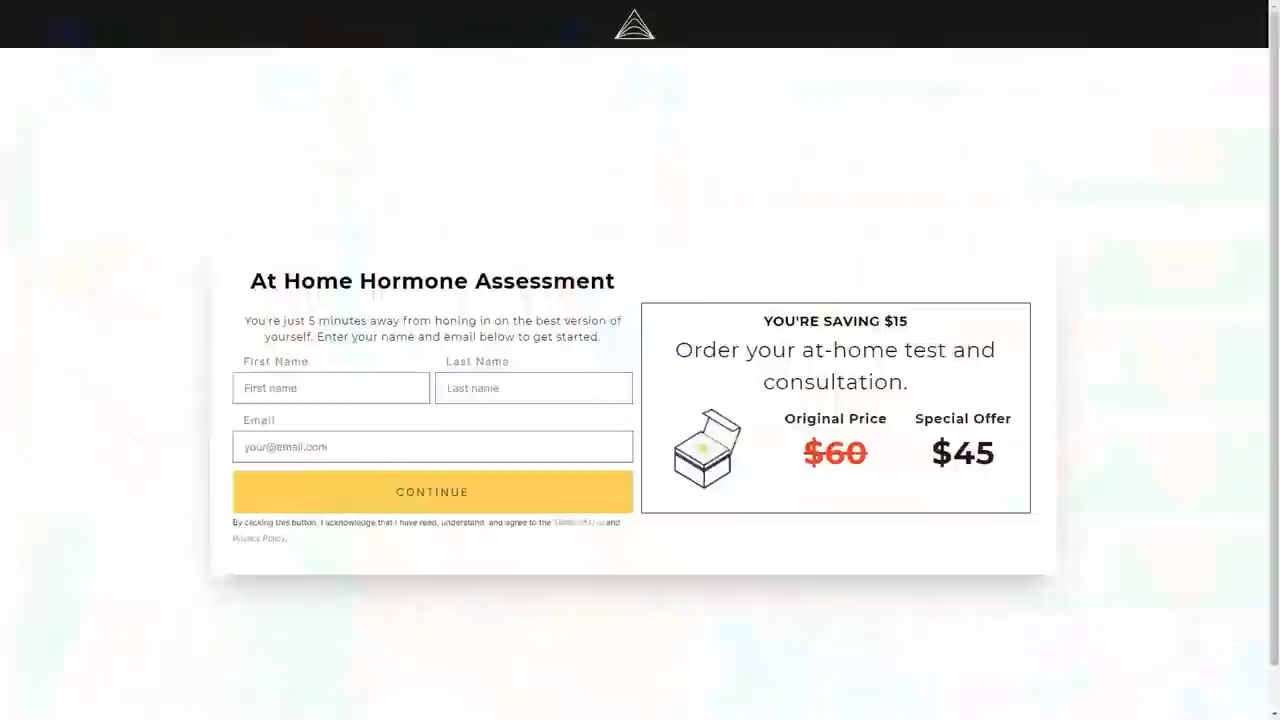 At Home Hormone Assessment
You're just 5 minutes away from honing in on the best version of
yourself. Enter your name and email below to get started.
First Name
Last Name
First name
Last name
Email
your@email.com
CONTINUE
By clicking this button, I acknowledge that I have read, understand, and agree to the Terms of Use and
Privacy Policy.
YOU'RE SAVING $15
Order your at-home test and
consultation.
Original Price
Special Offer
$60
$45